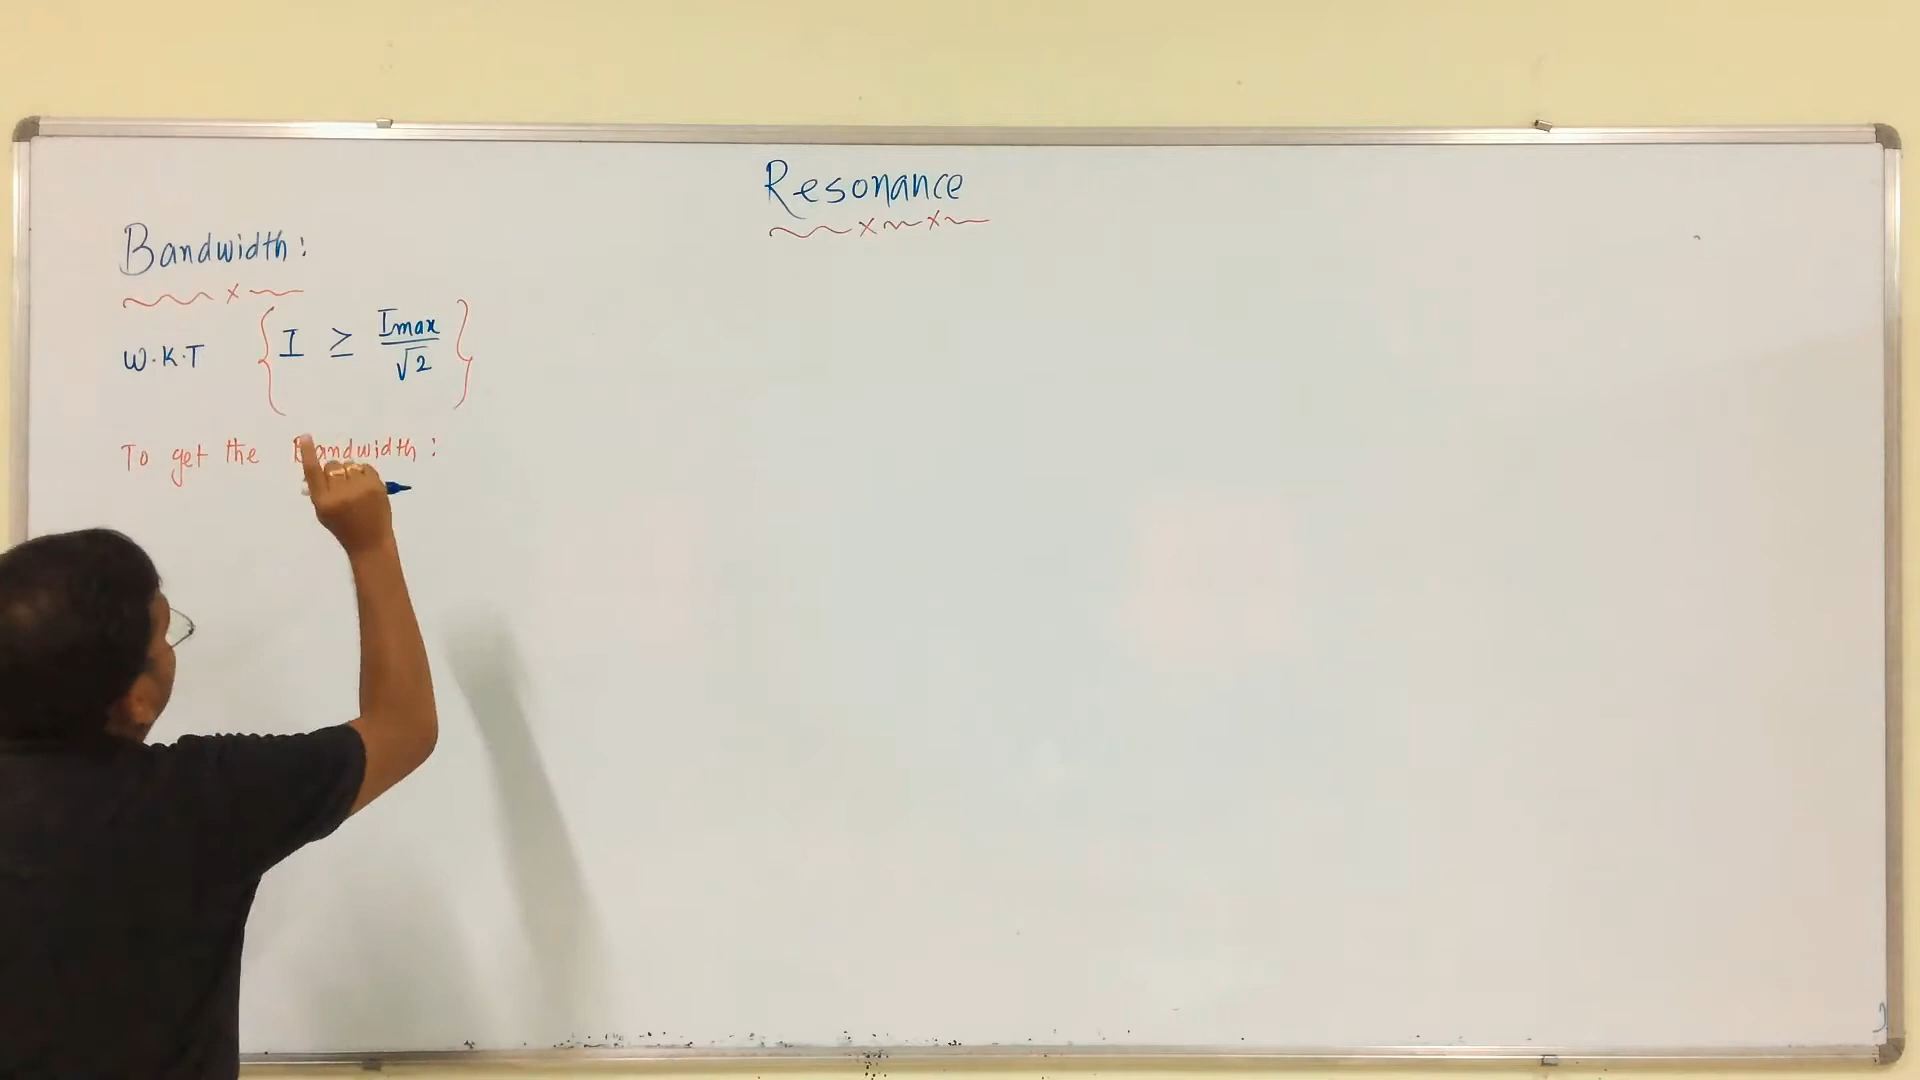 Resonance
Bandwidth:
W.K.T { I ≥ Imax/√2 }
To get the Bandwidth: